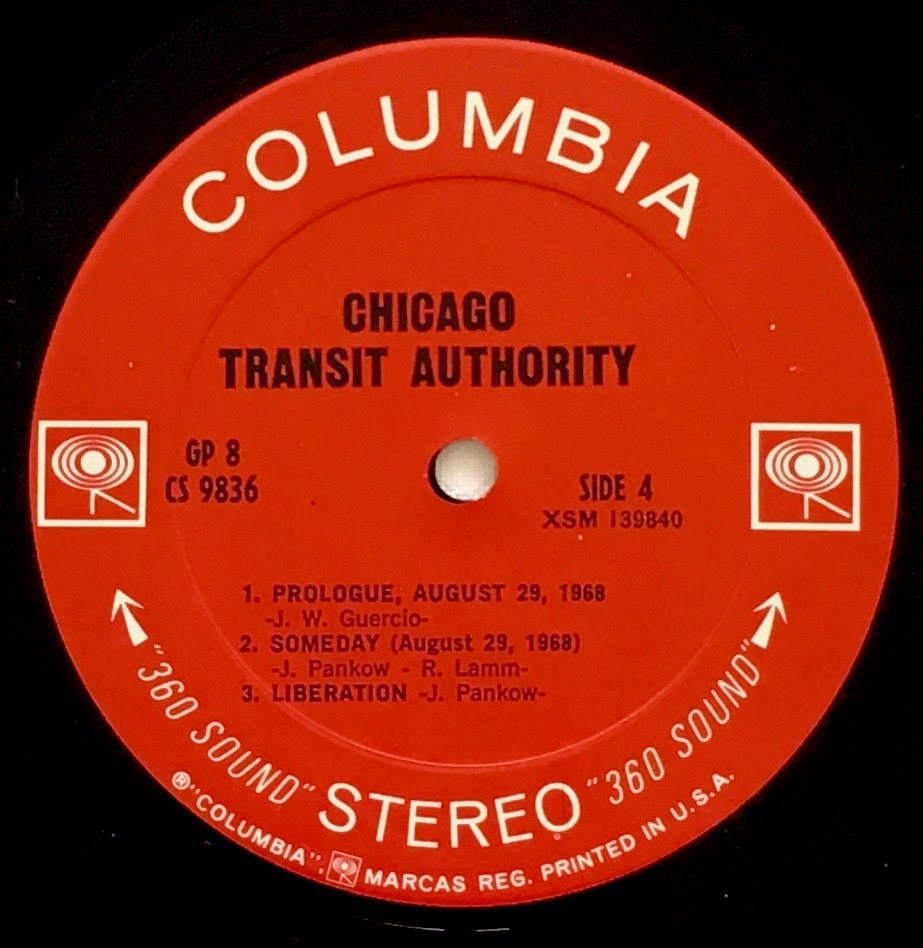 COLUMBIA
CHICAGO
TRANSIT AUTHORITY
GP 8
CS 9836
SIDE 4
XSM 139840
1. PROLOGUE, AUGUST 29, 1968
-J. W. Guercio-
2. SOMEDAY (August 29, 1968)
-J. Pankow - R. Lamm-
3. LIBERATION -J. Pankow-
"360 SOUND" STEREO "360 SOUND"
®"COLUMBIA", MARCAS REG. PRINTED IN U.S.A.